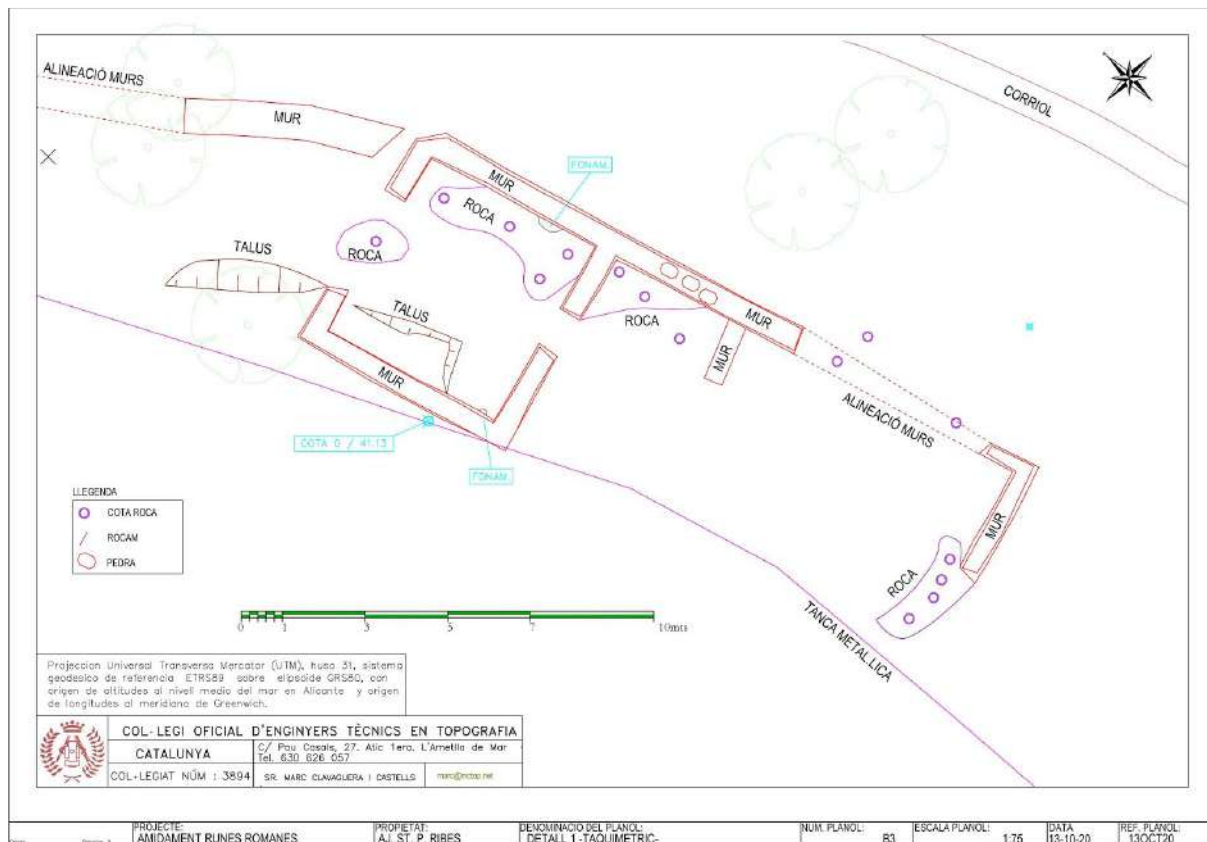 ALINEACIÓ MURS
MUR
CORRIOL
FONAM.
MUR
ROCA
ROCA
TALUS
TALUS
ROCA
MUR
MUR
MUR
ALINEACIÓ MURS
COTA 0 / 41.13
FONAM.
MUR
ROCA
TANCA METAL.LICA
LLEGENDA
COTA ROCA
ROCAM
PEDRA
0 1 3 5 7 10mts
Projeccion Universal Transversa Mercator (UTM), huso 31, sistema
geodesico de referencia ETRS89 sobre elipsoide GRS80, con
origen de altitudes al nivell medio del mar en Alicante y origen
de longitudes al meridiano de Greenwich.
COL·LEGI OFICIAL D'ENGINYERS TÈCNICS EN TOPOGRAFIA
CATALUNYA
C/ Pau Casals, 27. Atic 1era. L'Ametlla de Mar
Tel. 630 626 057
COL·LEGIAT NÚM : 3894
SR. MARC CLAVAGUERA I CASTELLS
PROJECTE:
AMIDAMENT RUNES ROMANES
PROPIETAT:
AJ. ST. P. RIBES
DENOMINACIO DEL PLANOL:
DETALL 1 -TAQUIMETRIC-
NUM. PLANOL:
B3
ESCALA PLANOL:
1:75
DATA
13-10-20
REF. PLANOL:
13OCT20